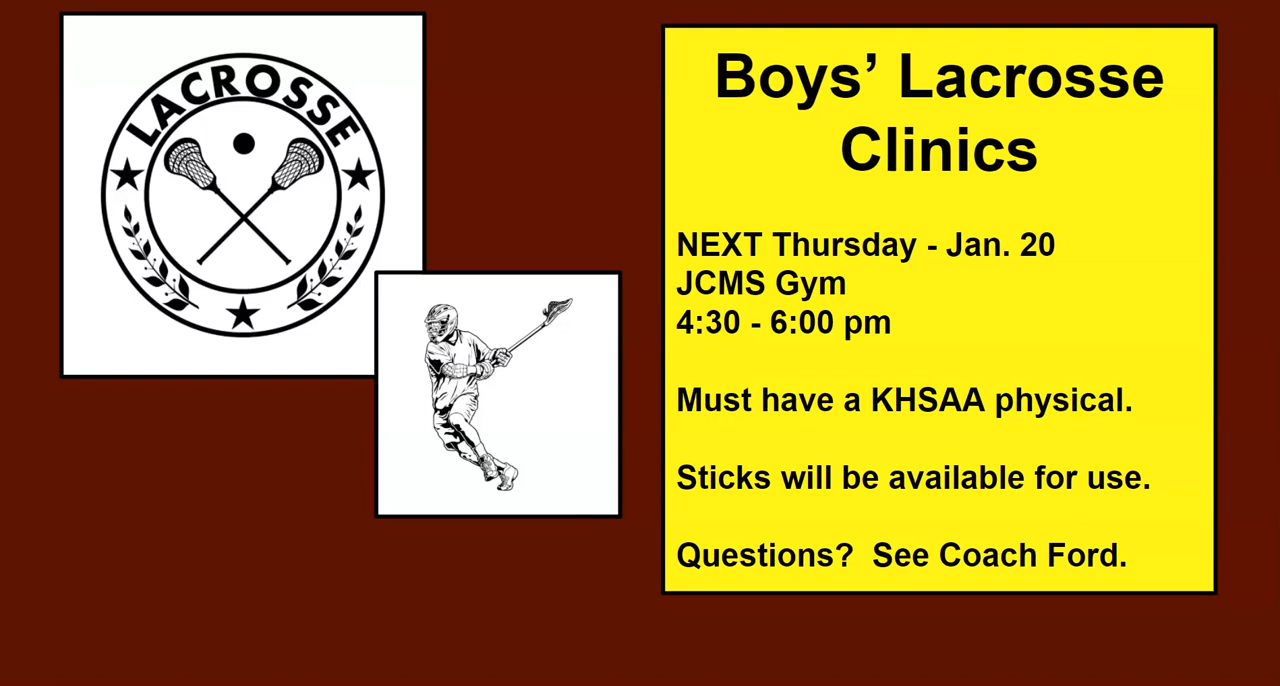 LACROSSE
Boys’ Lacrosse
Clinics
NEXT Thursday - Jan. 20
JCMS Gym
4:30 - 6:00 pm
Must have a KHSAA physical.
Sticks will be available for use.
Questions?  See Coach Ford.